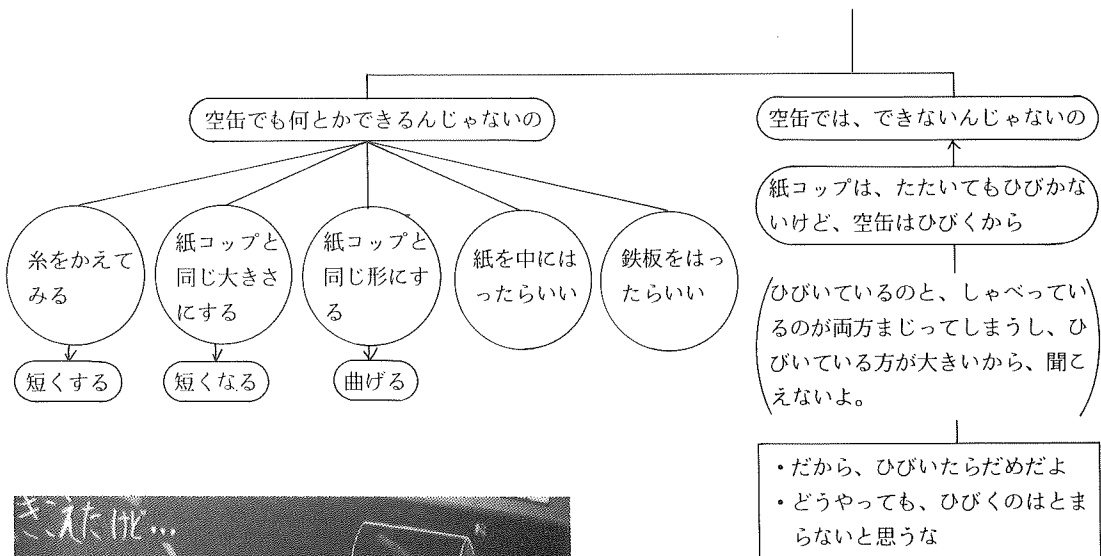 空缶でも何とかできるんじゃないの
空缶では、できないんじゃないの
糸をかえて
みる
紙コップと
同じ大きさ
にする
紙コップと
同じ形にす
る
紙を中には
ったらいい
鉄板をはっ
たらいい
短くする
短くなる
曲げる
紙コップは、たたいてもひびかな
いけど、空缶はひびくから
ひびいているのと、しゃべってい
るのが両方まじってしまうし、ひ
びいている方が大きいから、聞こ
えないよ。
・だから、ひびいたらだめだよ
・どうやっても、ひびくのはとま
らないと思うな
きこえたけど…